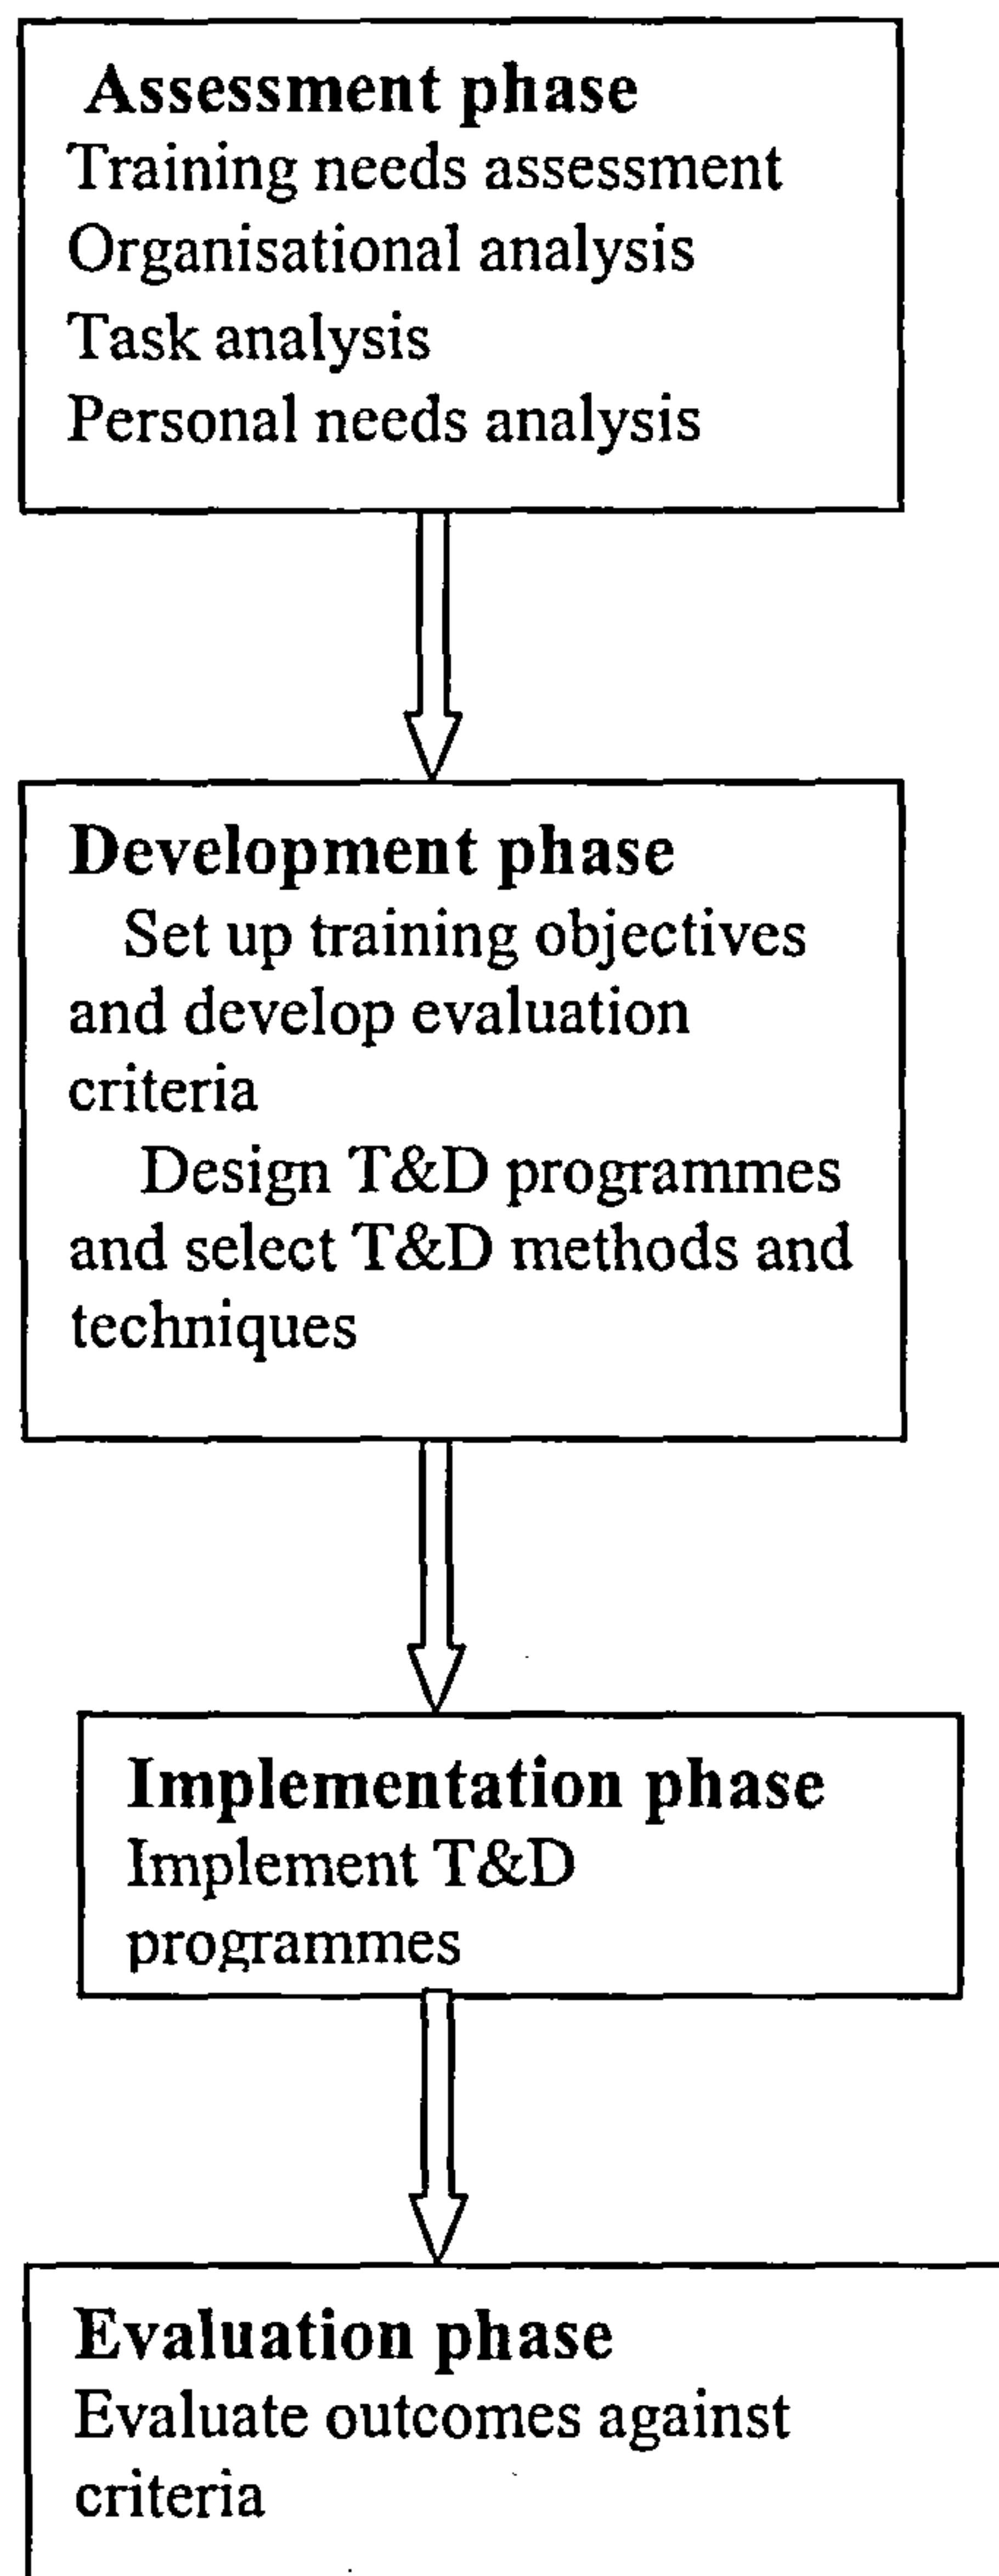 Assessment phase
Training needs assessment
Organisational analysis
Task analysis
Personal needs analysis
Development phase
Set up training objectives
and develop evaluation
criteria
Design T&D programmes
and select T&D methods and
techniques
Implementation phase
Implement T&D
programmes
Evaluation phase
Evaluate outcomes against
criteria